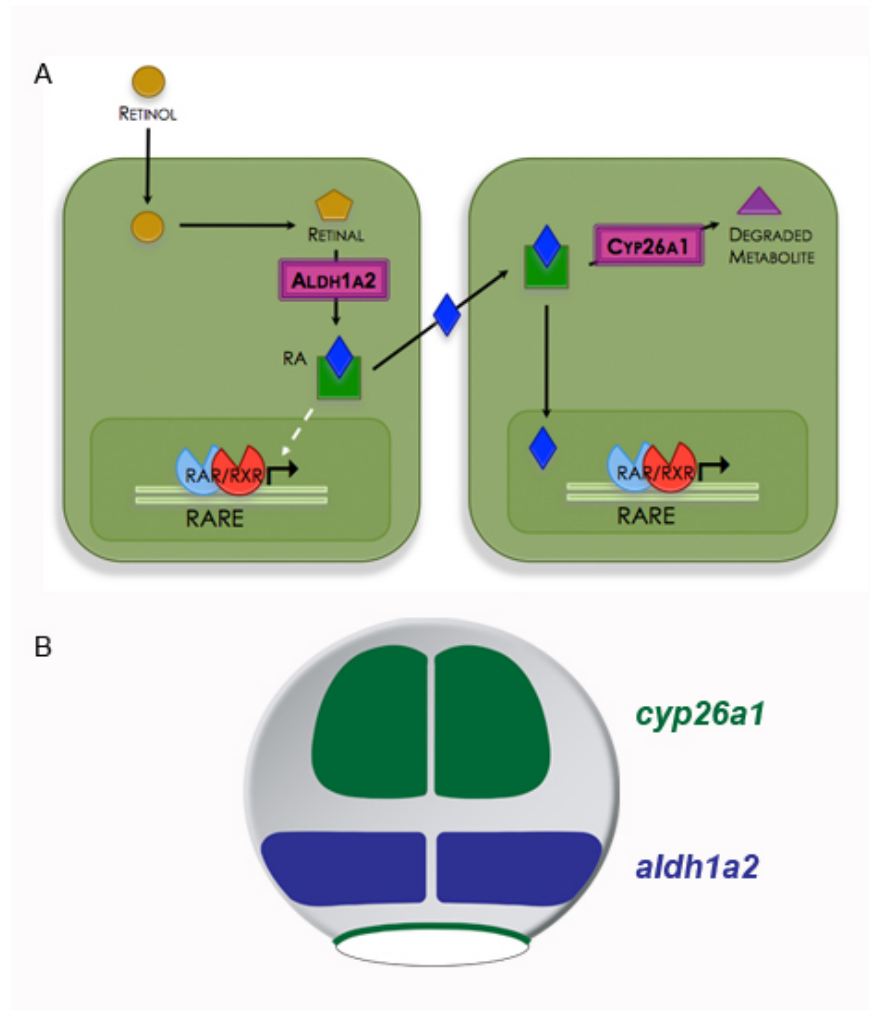 A
RETINOL
RETINAL
ALDH1A2
RA
RAR/RXR
RARE
CYP26A1
DEGRADED
METABOLITE
RAR/RXR
RARE
B
cyp26a1
aldh1a2